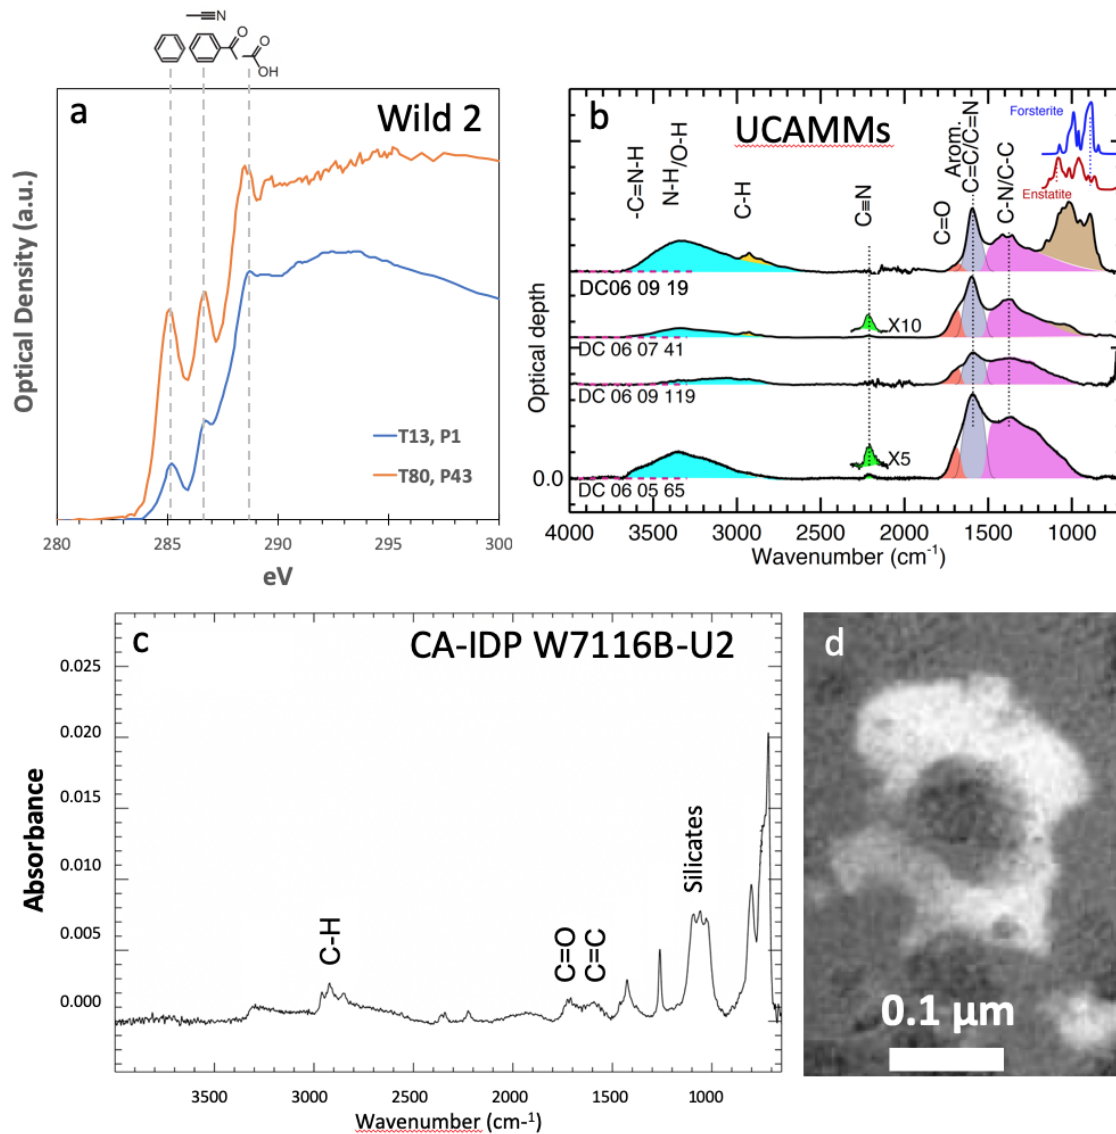 N
O
O
OH
a
Wild 2
Optical Density (a.u.)
T13, P1
T80, P43
280 285 290 295 300
eV
b
UCAMMs
-C=N-H
N-H/O-H
C-H
C≡N
C=O
Arom.
C=C/C=N
C-N/C-C
Forsterite
Enstatite
DC06 09 19
X10
DC 06 07 41
DC 06 09 119
X5
0.0
DC 06 05 65
Optical depth
4000 3500 3000 2500 2000 1500 1000
Wavenumber (cm-1)
c
CA-IDP W7116B-U2
0.025
0.020
0.015
0.010
0.005
0.000
Absorbance
C-H
C=O
C=C
Silicates
3500 3000 2500 2000 1500 1000
Wavenumber (cm-1)
d
0.1 µm